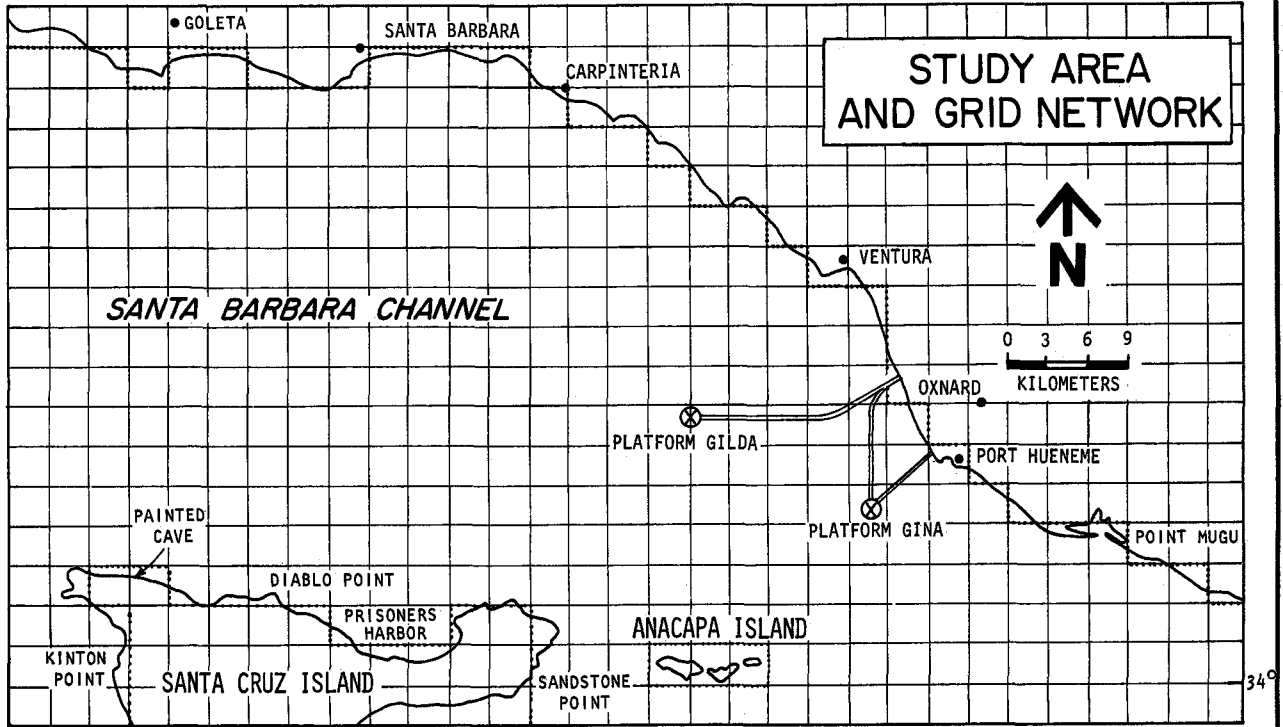 GOLETA
SANTA BARBARA
CARPINTERIA
STUDY AREA
AND GRID NETWORK
N
VENTURA
SANTA BARBARA CHANNEL
0 3 6 9
KILOMETERS
OXNARD
PLATFORM GILDA
PORT HUENEME
PLATFORM GINA
POINT MUGU
PAINTED
CAVE
DIABLO POINT
PRISONERS
HARBOR
ANACAPA ISLAND
KINTON
POINT
SANTA CRUZ ISLAND
SANDSTONE
POINT
34°